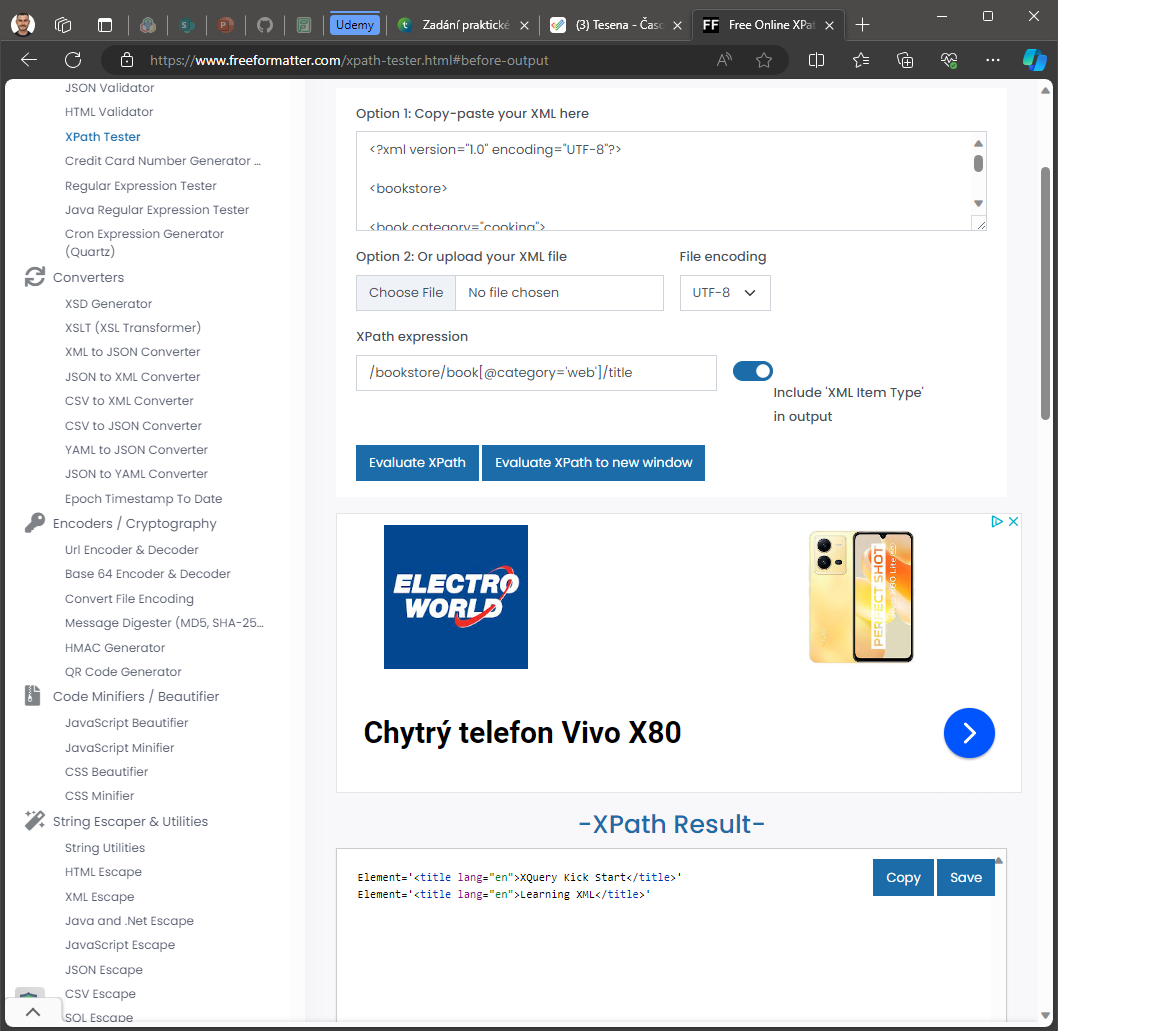 Udemy
Zadání praktické
(3) Tesena - Časo
FF
Free Online XPat
https://www.freeformatter.com/xpath-tester.html#before-output
JSON Validator
HTML Validator
XPath Tester
Credit Card Number Generator ...
Regular Expression Tester
Java Regular Expression Tester
Cron Expression Generator
(Quartz)
Converters
XSD Generator
XSLT (XSL Transformer)
XML to JSON Converter
JSON to XML Converter
CSV to XML Converter
CSV to JSON Converter
YAML to JSON Converter
JSON to YAML Converter
Epoch Timestamp To Date
Encoders / Cryptography
Url Encoder & Decoder
Base 64 Encoder & Decoder
Convert File Encoding
Message Digester (MD5, SHA-25...
HMAC Generator
QR Code Generator
Code Minifiers / Beautifier
JavaScript Beautifier
JavaScript Minifier
CSS Beautifier
CSS Minifier
String Escaper & Utilities
String Utilities
HTML Escape
XML Escape
Java and .Net Escape
JavaScript Escape
JSON Escape
CSV Escape
SQL Escape
Option 1: Copy-paste your XML here
<?xml version="1.0" encoding="UTF-8"?>
<bookstore>
<book category="cooking">
Option 2: Or upload your XML file
File encoding
Choose File
No file chosen
UTF-8
XPath expression
/bookstore/book[@category='web']/title
Include 'XML Item Type'
in output
Evaluate XPath
Evaluate XPath to new window
ELECTRO
WORLD
PERFECT SHOT
Chytrý telefon Vivo X80
-XPath Result-
Copy
Save
Element='<title lang="en">XQuery Kick Start</title>'
Element='<title lang="en">Learning XML</title>'